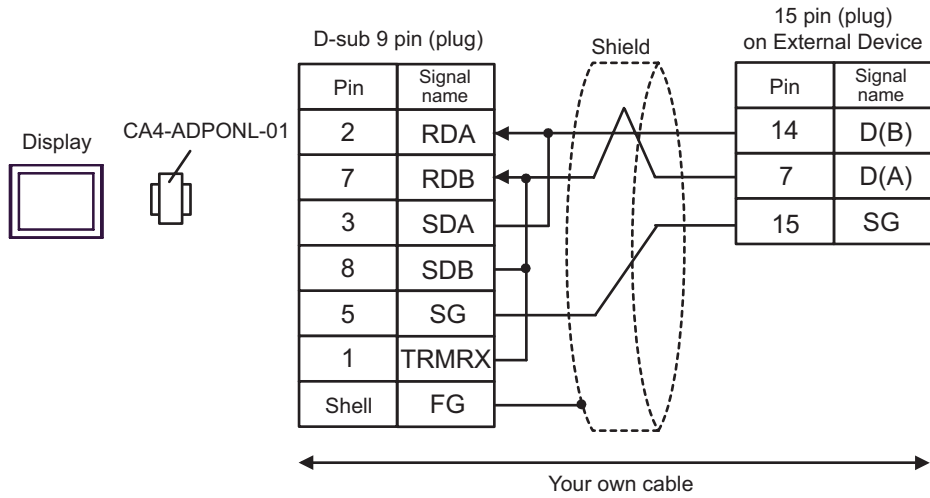 D-sub 9 pin (plug)
Shield
15 pin (plug)
on External Device
Display
CA4-ADPONL-01
Pin
Signal
name
2
RDA
7
RDB
3
SDA
8
SDB
5
SG
1
TRMRX
Shell
FG
Pin
Signal
name
14
D(B)
7
D(A)
15
SG
Your own cable